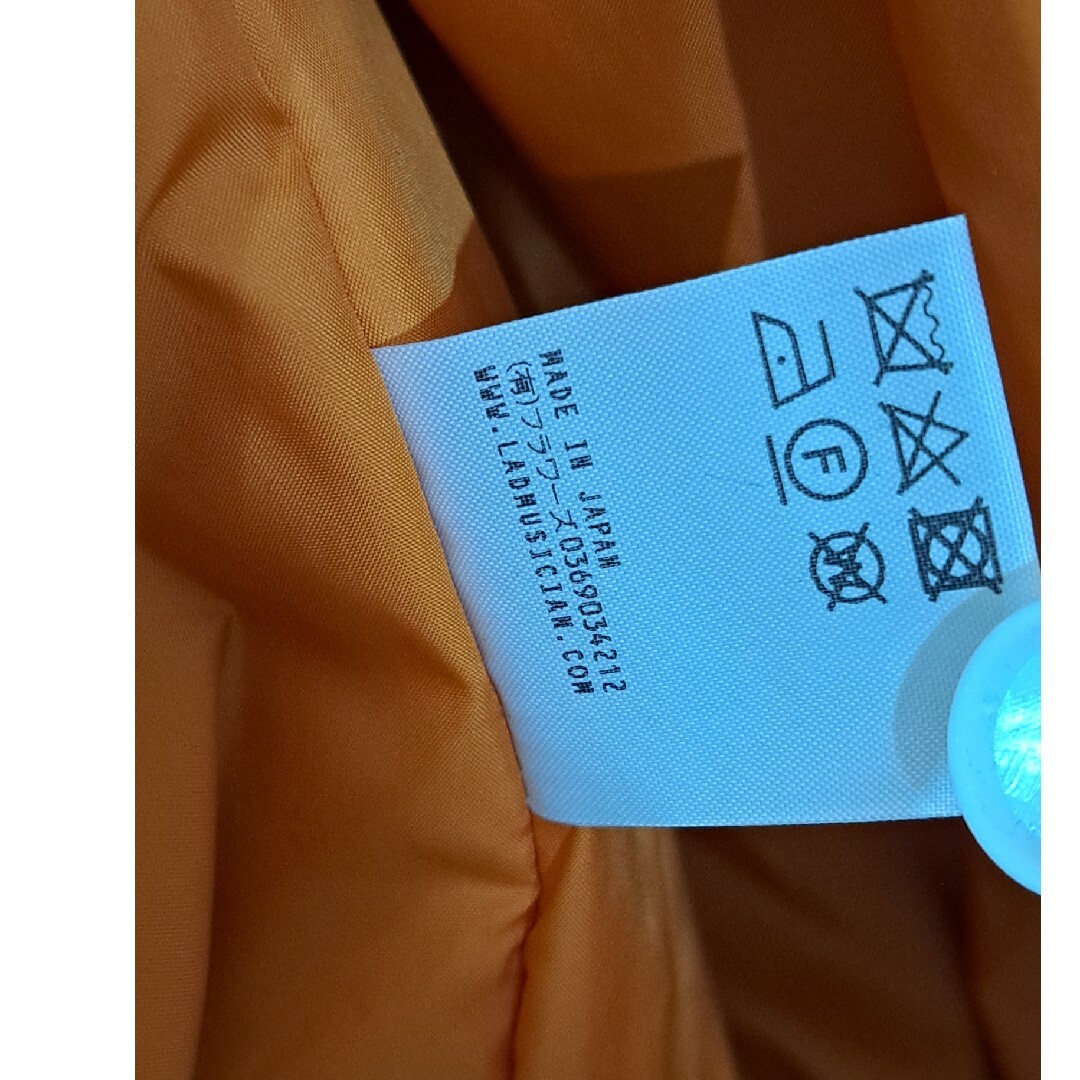 F
W
MADE IN JAPAN
(有)フラワーズ0369034212
WWW.LADMUSICIAN.COM